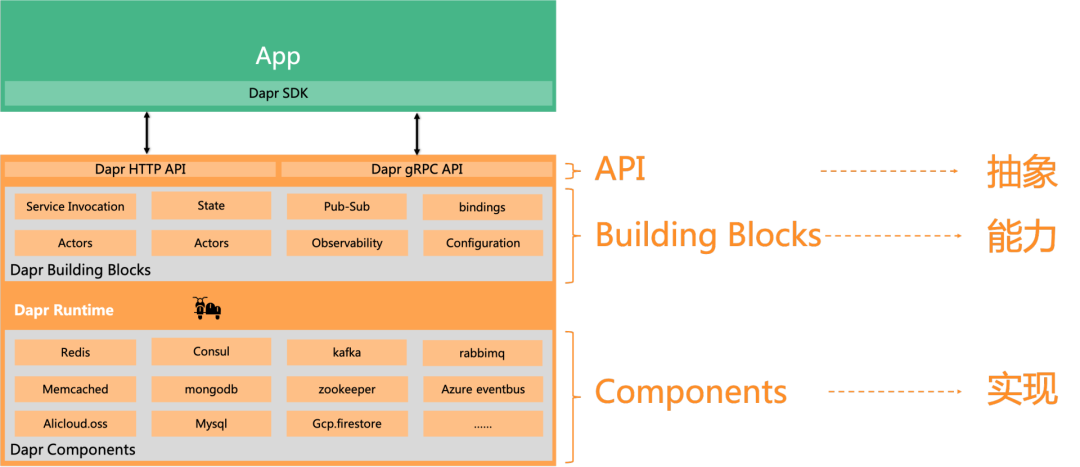 App
Dapr SDK
Dapr HTTP API
Dapr gRPC API
API
抽象
Service Invocation
State
Pub-Sub
bindings
Actors
Actors
Observability
Configuration
Dapr Building Blocks
Building Blocks
能力
Dapr Runtime
Redis
Consul
kafka
rabbimq
Memcached
mongodb
zookeeper
Azure eventbus
Alicloud.oss
Mysql
Gcp.firestore
......
Dapr Components
Components
实现